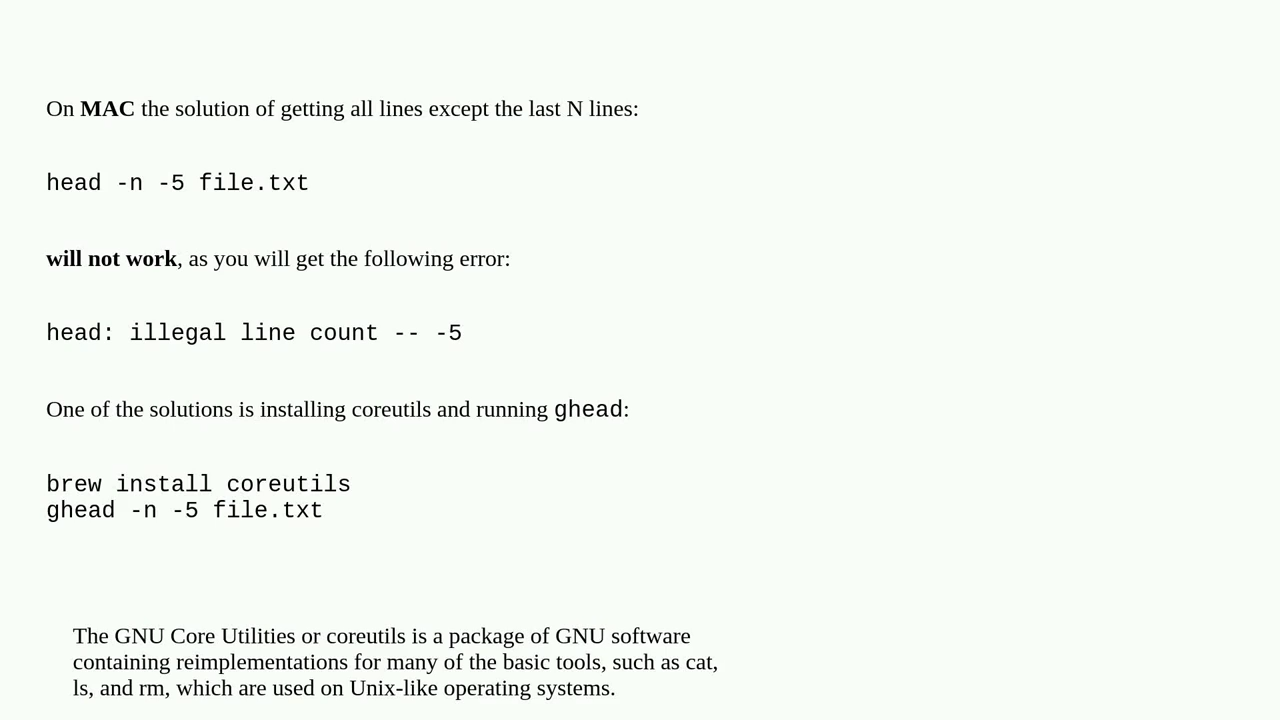 On MAC the solution of getting all lines except the last N lines:
head -n -5 file.txt
will not work, as you will get the following error:
head: illegal line count -- -5
One of the solutions is installing coreutils and running ghead:
brew install coreutils
ghead -n -5 file.txt
The GNU Core Utilities or coreutils is a package of GNU software
containing reimplementations for many of the basic tools, such as cat,
ls, and rm, which are used on Unix-like operating systems.